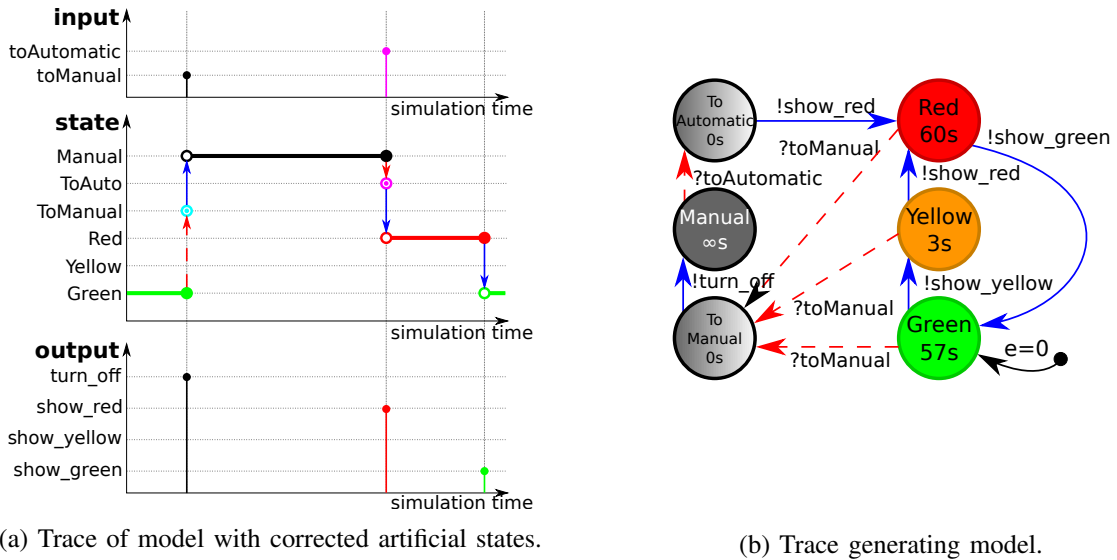 input
toAutomatic
toManual
simulation time
state
Manual
ToAuto
ToManual
Red
Yellow
Green
simulation time
output
turn_off
show_red
show_yellow
show_green
simulation time
(a) Trace of model with corrected artificial states.
To
Automatic
0s
!show_red
Red
60s
!show_green
?toManual
?toAutomatic
!show_red
Manual
∞s
Yellow
3s
!turn_off
!show_yellow
?toManual
To
Manual
0s
Green
57s
?toManual
e=0
(b) Trace generating model.